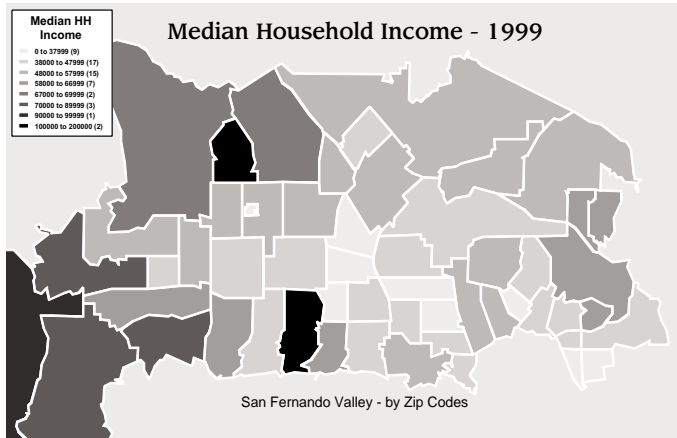 Median Household Income - 1999
Median HH
Income
0 to 37999 (9)
38000 to 47999 (17)
48000 to 57999 (15)
58000 to 66999 (7)
67000 to 69999 (2)
70000 to 89999 (3)
90000 to 99999 (1)
100000 to 200000 (2)
San Fernando Valley - by Zip Codes